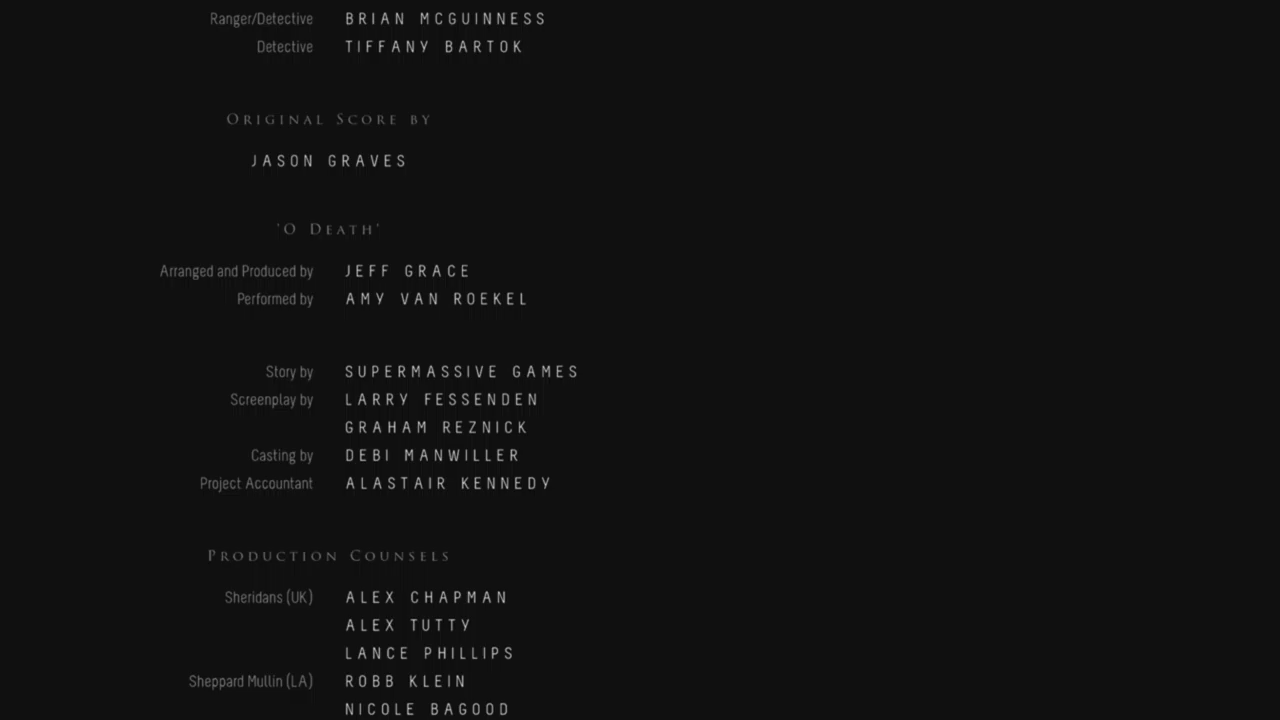 Ranger/Detective BRIAN MCGUINNESS
Detective TIFFANY BARTOK
ORIGINAL SCORE BY
JASON GRAVES
'O DEATH'
Arranged and Produced by JEFF GRACE
Performed by AMY VAN ROEKEL
Story by SUPERMASSIVE GAMES
Screenplay by LARRY FESSENDEN
GRAHAM REZNICK
Casting by DEBI MANWILLER
Project Accountant ALASTAIR KENNEDY
PRODUCTION COUNSELS
Sheridans (UK) ALEX CHAPMAN
ALEX TUTTY
LANCE PHILLIPS
Sheppard Mullin (LA) ROBB KLEIN
NICOLE BAGOOD